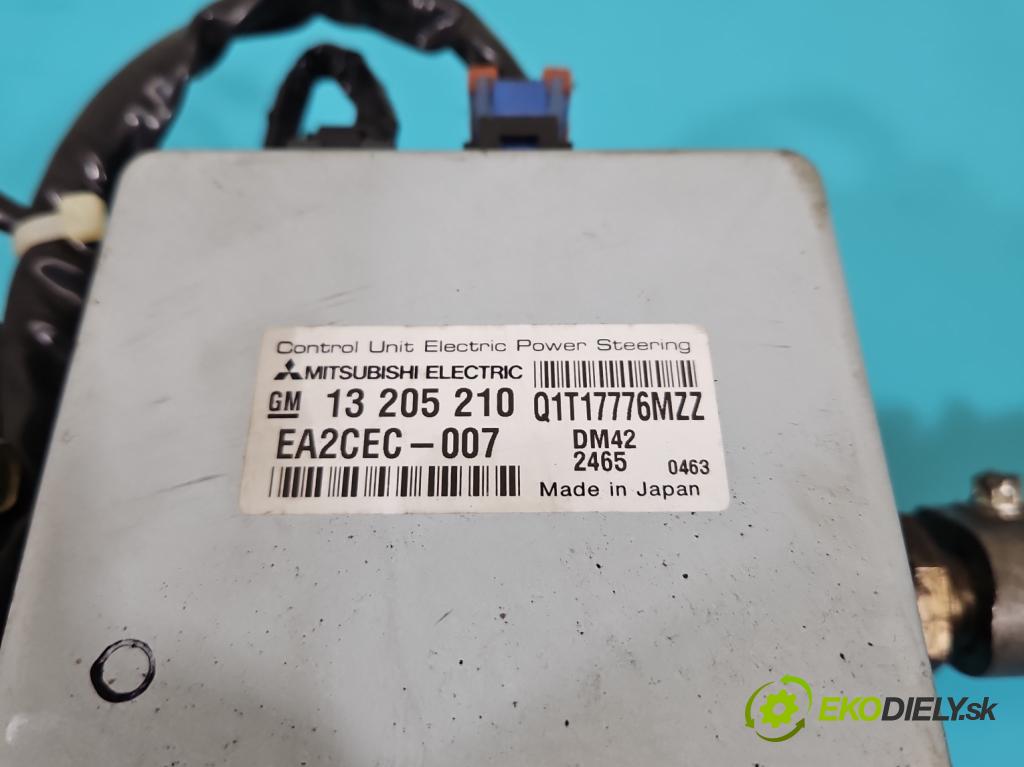 Control Unit Electric Power Steering
MITSUBISHI ELECTRIC
GM 13 205 210 Q1T17776MZZ
EA2CEC-007 DM42
2465 0463
Made in Japan
EKODIELY.sk